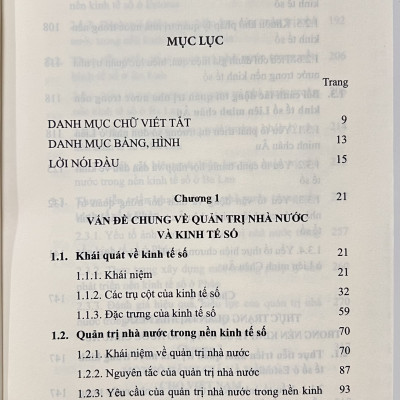 MỤC LỤC
Trang
DANH MỤC CHỮ VIẾT TẮT 9
DANH MỤC BẢNG, HÌNH 13
LỜI NÓI ĐẦU 15
Chương 1 21
VẤN ĐỀ CHUNG VỀ QUẢN TRỊ NHÀ NƯỚC
VÀ KINH TẾ SỐ
1.1. Khái quát về kinh tế số 21
1.1.1. Khái niệm 21
1.1.2. Các trụ cột của kinh tế số 32
1.1.3. Đặc trưng của kinh tế số 59
1.2. Quản trị nhà nước trong nền kinh tế số 70
1.2.1. Khái niệm về quản trị nhà nước 70
1.2.2. Nguyên tắc của quản trị nhà nước 87
1.2.3. Yêu cầu của quản trị nhà nước trong nền kinh 93